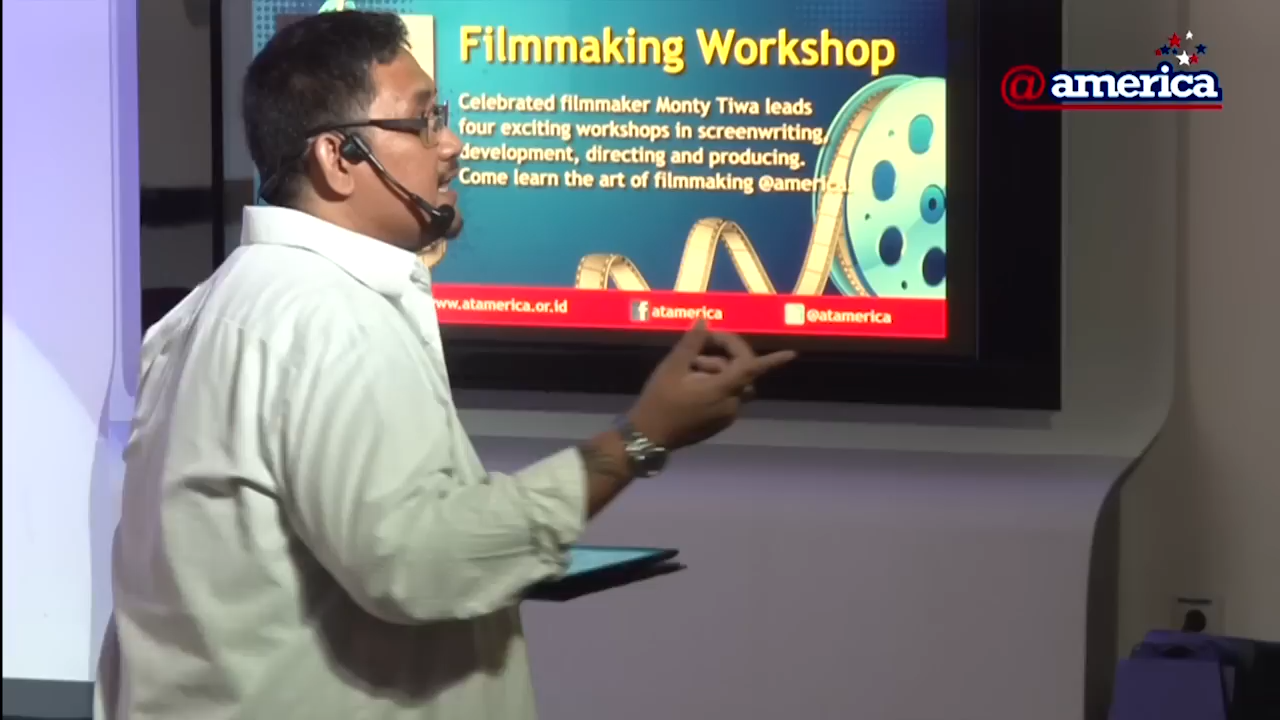 Filmmaking Workshop
Celebrated filmmaker Monty Tiwa leads
four exciting workshops in screenwriting,
development, directing and producing.
Come learn the art of filmmaking @america.
www.atamerica.or.id
f atamerica
@atamerica
@america